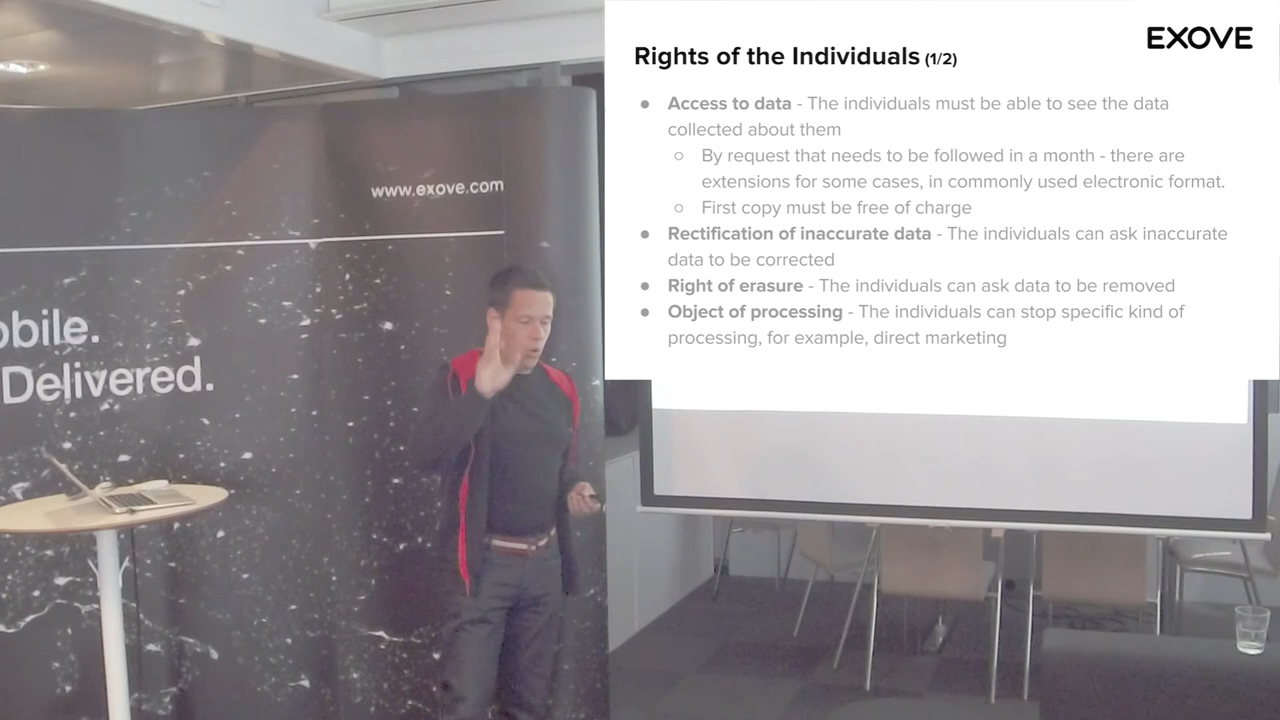 EXOVE
Rights of the Individuals (1/2)
● Access to data - The individuals must be able to see the data
collected about them
○ By request that needs to be followed in a month - there are
extensions for some cases, in commonly used electronic format.
○ First copy must be free of charge
● Rectification of inaccurate data - The individuals can ask inaccurate
data to be corrected
● Right of erasure - The individuals can ask data to be removed
● Object of processing - The individuals can stop specific kind of
processing, for example, direct marketing
www.exove.com
obile.
Delivered.